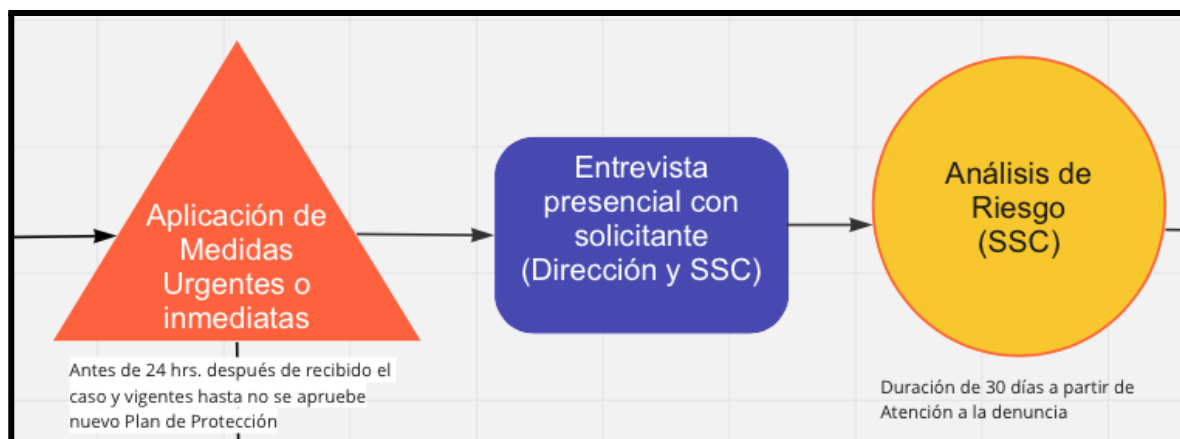 Aplicación de
Medidas
Urgentes o
inmediatas
Antes de 24 hrs. después de recibido el
caso y vigentes hasta no se apruebe
nuevo Plan de Protección
Entrevista
presencial con
solicitante
(Dirección y SSC)
Análisis de
Riesgo
(SSC)
Duración de 30 días a partir de
Atención a la denuncia